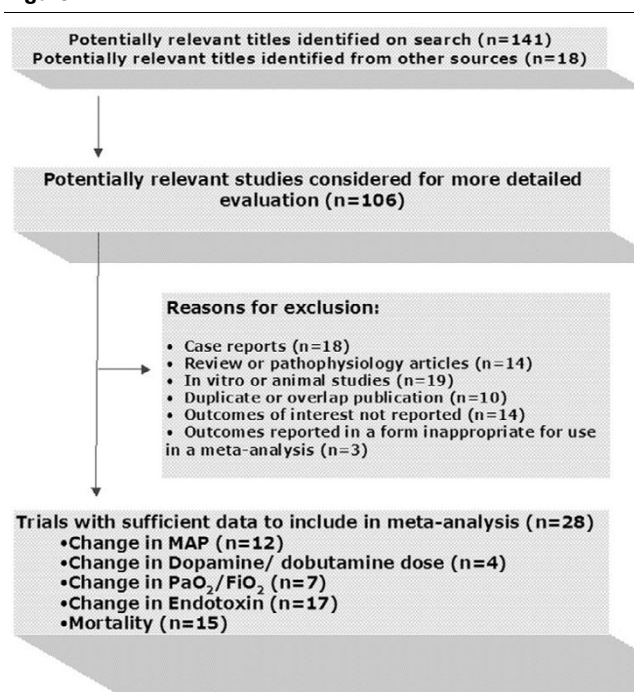 Potentially relevant titles identified on search (n=141)
Potentially relevant titles identified from other sources (n=18)
Potentially relevant studies considered for more detailed
evaluation (n=106)
Reasons for exclusion:
• Case reports (n=18)
• Review or pathophysiology articles (n=14)
• In vitro or animal studies (n=19)
• Duplicate or overlap publication (n=10)
• Outcomes of interest not reported (n=14)
• Outcomes reported in a form inappropriate for use
in a meta-analysis (n=3)
Trials with sufficient data to include in meta-analysis (n=28)
•Change in MAP (n=12)
•Change in Dopamine/ dobutamine dose (n=4)
•Change in PaO₂/FiO₂ (n=7)
•Change in Endotoxin (n=17)
•Mortality (n=15)